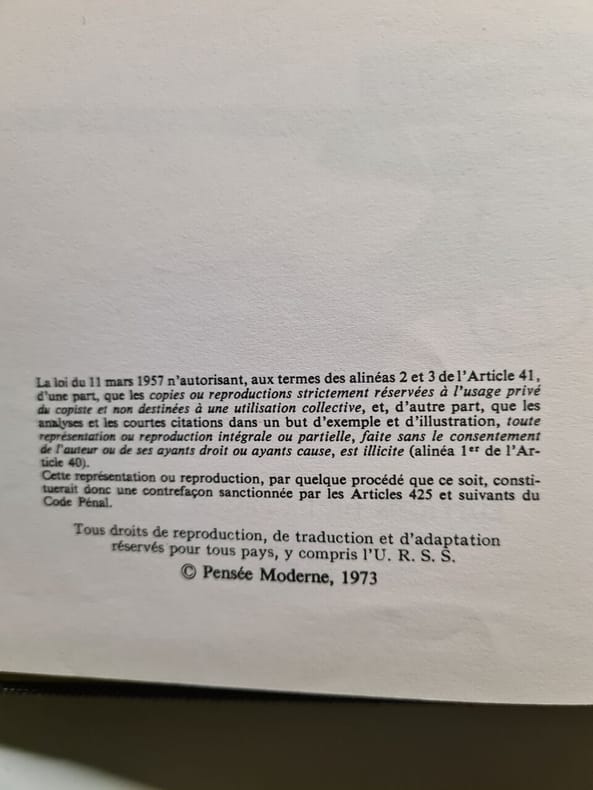 La loi du 11 mars 1957 n'autorisant, aux termes des alinéas 2 et 3 de l'Article 41,
d'une part, que les copies ou reproductions strictement réservées à l'usage privé
du copiste et non destinées à une utilisation collective, et, d'autre part, que les
analyses et les courtes citations dans un but d'exemple et d'illustration, toute
représentation ou reproduction intégrale ou partielle, faite sans le consentement
de l'auteur ou de ses ayants droit ou ayants cause, est illicite (alinéa 1er de l'Ar-
ticle 40).
Cette représentation ou reproduction, par quelque procédé que ce soit, consti-
tuerait donc une contrefaçon sanctionnée par les Articles 425 et suivants du
Code Pénal.
Tous droits de reproduction, de traduction et d'adaptation
réservés pour tous pays, y compris l'U. R. S. S.
© Pensée Moderne, 1973